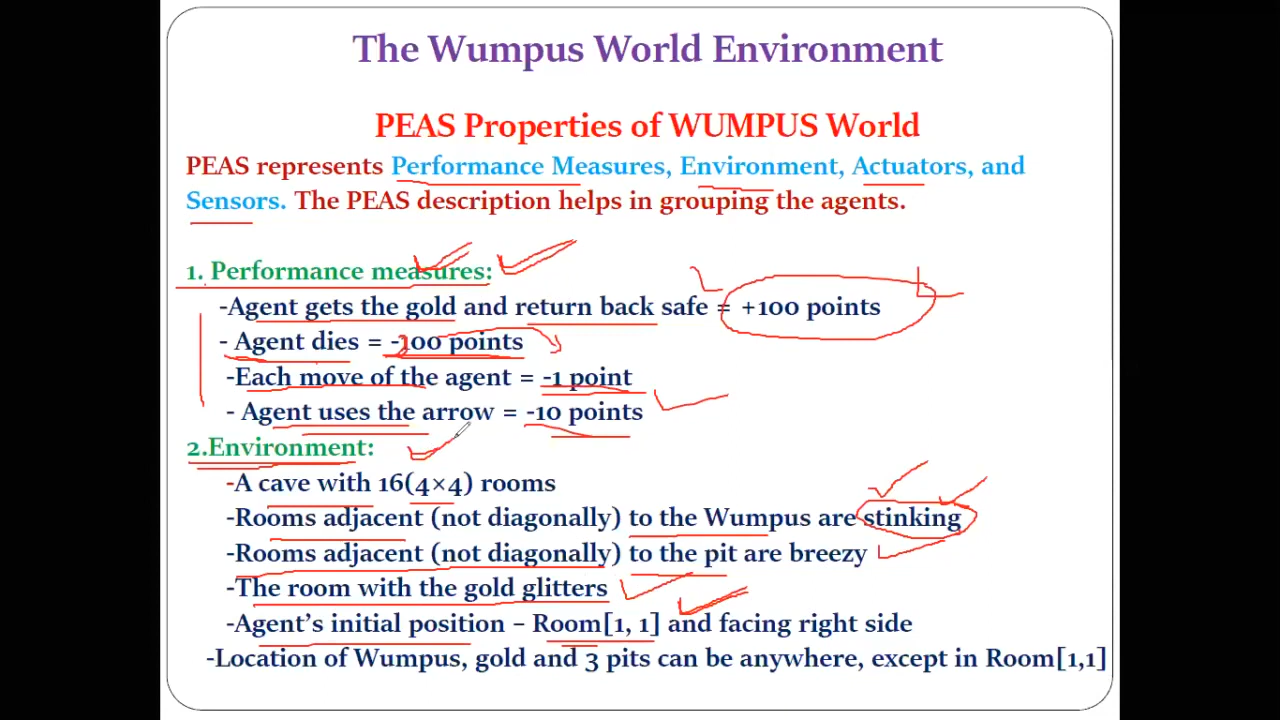 The Wumpus World Environment
PEAS Properties of WUMPUS World
PEAS represents Performance Measures, Environment, Actuators, and
Sensors. The PEAS description helps in grouping the agents.
1. Performance measures:
-Agent gets the gold and return back safe = +100 points
- Agent dies = -100 points
-Each move of the agent = -1 point
- Agent uses the arrow = -10 points
2.Environment:
-A cave with 16(4×4) rooms
-Rooms adjacent (not diagonally) to the Wumpus are stinking
-Rooms adjacent (not diagonally) to the pit are breezy
-The room with the gold glitters
-Agent's initial position – Room[1, 1] and facing right side
-Location of Wumpus, gold and 3 pits can be anywhere, except in Room[1,1]